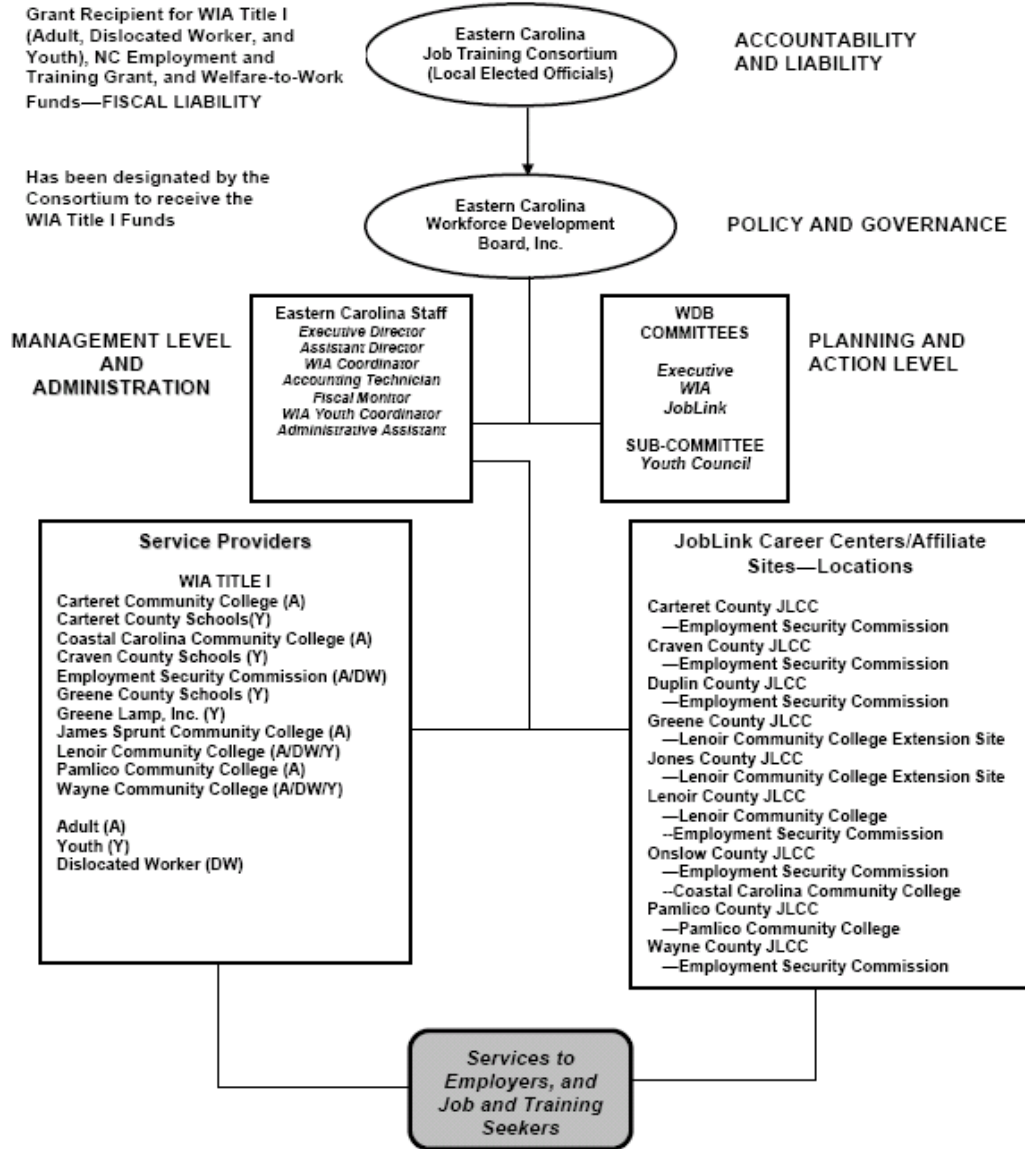 Grant Recipient for WIA Title I
(Adult, Dislocated Worker, and
Youth), NC Employment and
Training Grant, and Welfare-to-Work
Funds—FISCAL LIABILITY
Eastern Carolina
Job Training Consortium
(Local Elected Officials)
ACCOUNTABILITY
AND LIABILITY
Has been designated by the
Consortium to receive the
WIA Title I Funds
Eastern Carolina
Workforce Development
Board, Inc.
POLICY AND GOVERNANCE
MANAGEMENT LEVEL
AND
ADMINISTRATION
Eastern Carolina Staff
Executive Director
Assistant Director
WIA Coordinator
Accounting Technician
Fiscal Monitor
WIA Youth Coordinator
Administrative Assistant
WDB
COMMITTEES
Executive
WIA
JobLink
SUB-COMMITTEE
Youth Council
PLANNING AND
ACTION LEVEL
Service Providers
WIA TITLE I
Carteret Community College (A)
Carteret County Schools(Y)
Coastal Carolina Community College (A)
Craven County Schools (Y)
Employment Security Commission (A/DW)
Greene County Schools (Y)
Greene Lamp, Inc. (Y)
James Sprunt Community College (A)
Lenoir Community College (A/DW/Y)
Pamlico Community College (A)
Wayne Community College (A/DW/Y)
Adult (A)
Youth (Y)
Dislocated Worker (DW)
JobLink Career Centers/Affiliate
Sites—Locations
Carteret County JLCC
—Employment Security Commission
Craven County JLCC
—Employment Security Commission
Duplin County JLCC
—Employment Security Commission
Greene County JLCC
—Lenoir Community College Extension Site
Jones County JLCC
—Lenoir Community College Extension Site
Lenoir County JLCC
—Lenoir Community College
--Employment Security Commission
Onslow County JLCC
—Employment Security Commission
--Coastal Carolina Community College
Pamlico County JLCC
—Pamlico Community College
Wayne County JLCC
—Employment Security Commission
Services to
Employers, and
Job and Training
Seekers